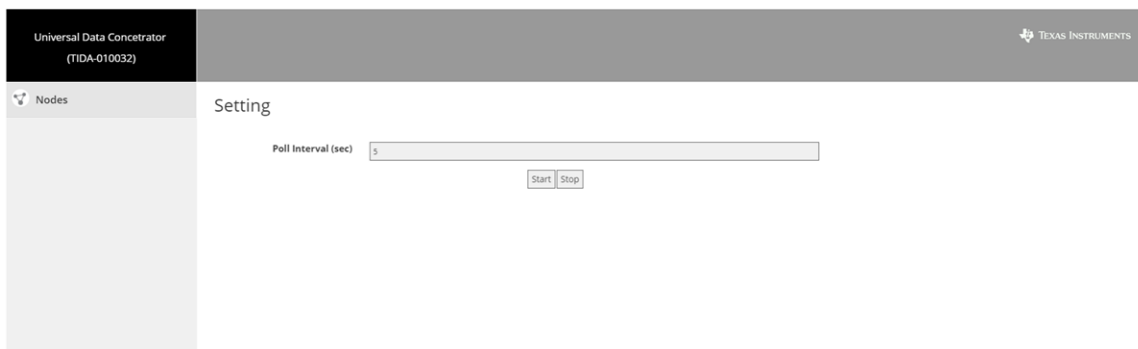 Universal Data Concetrator
(TIDA-010032)
TEXAS INSTRUMENTS
Nodes
Setting
Poll Interval (sec)
5
Start Stop